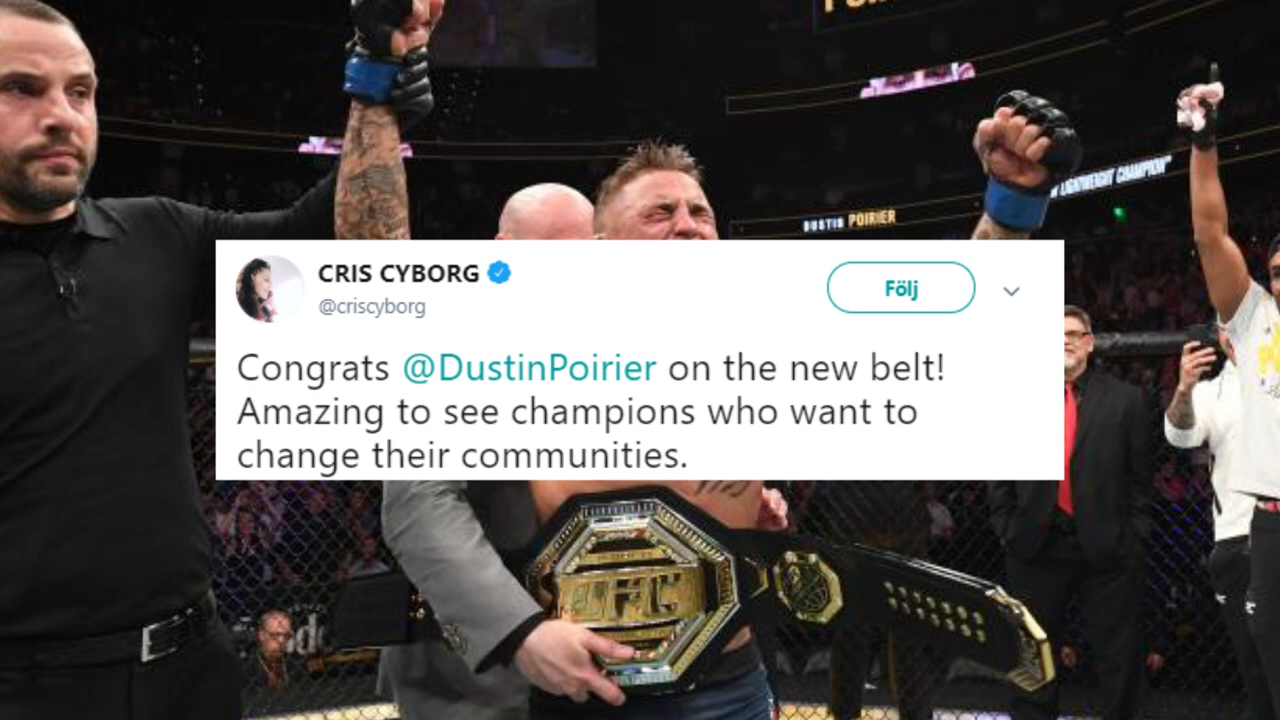 LIGHTWEIGHT CHAMPION"
DUSTIN POIRIER
CRIS CYBORG
@criscyborg
Följ
Congrats @DustinPoirier on the new belt!
Amazing to see champions who want to
change their communities.
UFC